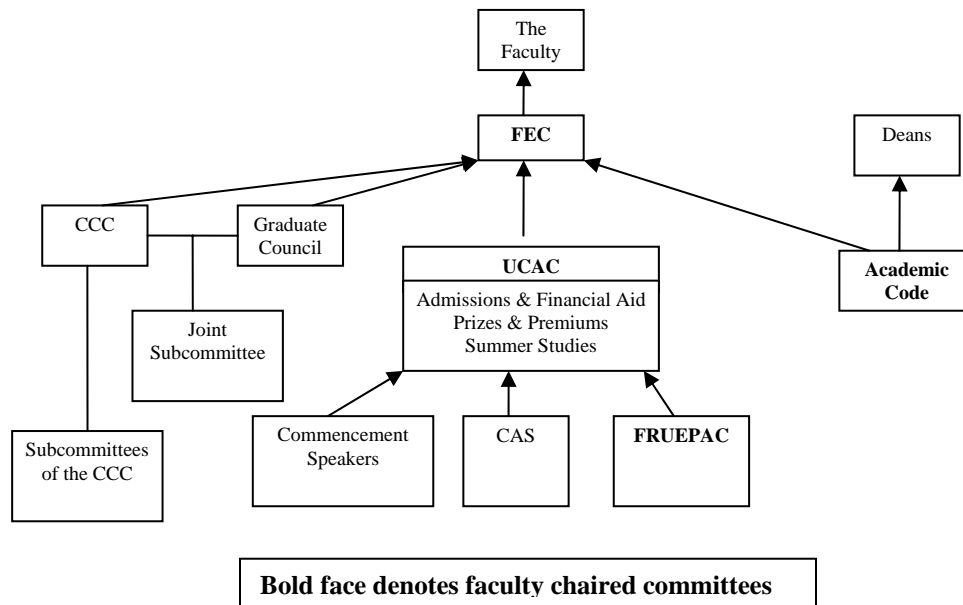 The
Faculty
FEC
Deans
CCC
Graduate
Council
UCAC
Academic
Code
Admissions & Financial Aid
Prizes & Premiums
Summer Studies
Joint
Subcommittee
Commencement
Speakers
CAS
FRUEPAC
Subcommittees
of the CCC
Bold face denotes faculty chaired committees